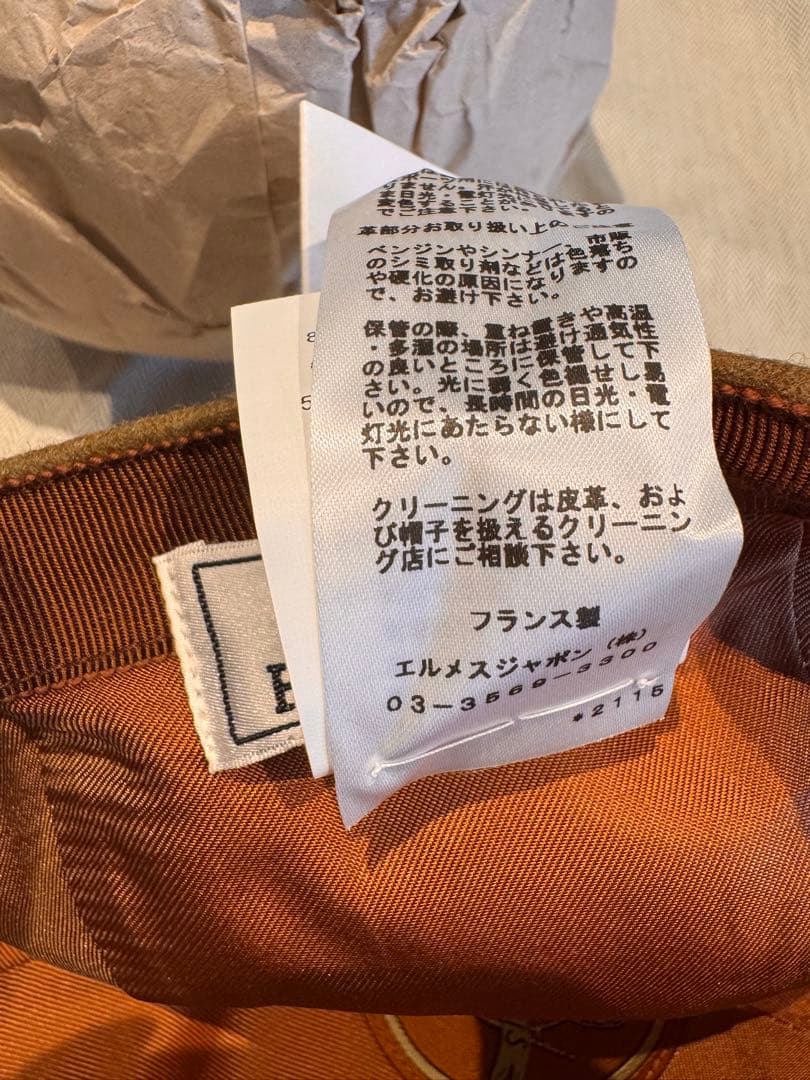 革部分お取り扱い上の
ベンジンやシンナー、市販
のシミ取り剤などは色落ち
や硬化の原因になりますの
で、お避け下さい。
保管の際、重ね置きや高温
・多湿の場所は避け通気性
の良いところに保管して下
さい。光に弱く色褪せし易
いので、長時間の日光・電
灯光にあたらない様にして
下さい。
クリーニングは皮革、およ
び帽子を扱えるクリーニン
グ店にご相談下さい。
フランス製
エルメスジャポン（株）
03-3569-3300
*2115
5
H